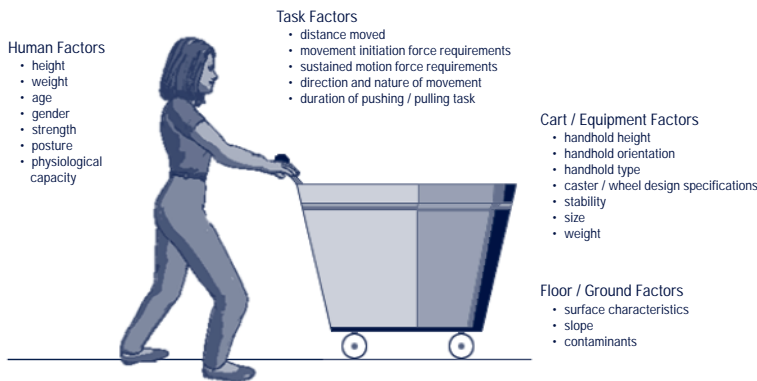 Task Factors
• distance moved
• movement initiation force requirements
• sustained motion force requirements
• direction and nature of movement
• duration of pushing / pulling task
Human Factors
• height
• weight
• age
• gender
• strength
• posture
• physiological
capacity
Cart / Equipment Factors
• handhold height
• handhold orientation
• handhold type
• caster / wheel design specifications
• stability
• size
• weight
Floor / Ground Factors
• surface characteristics
• slope
• contaminants